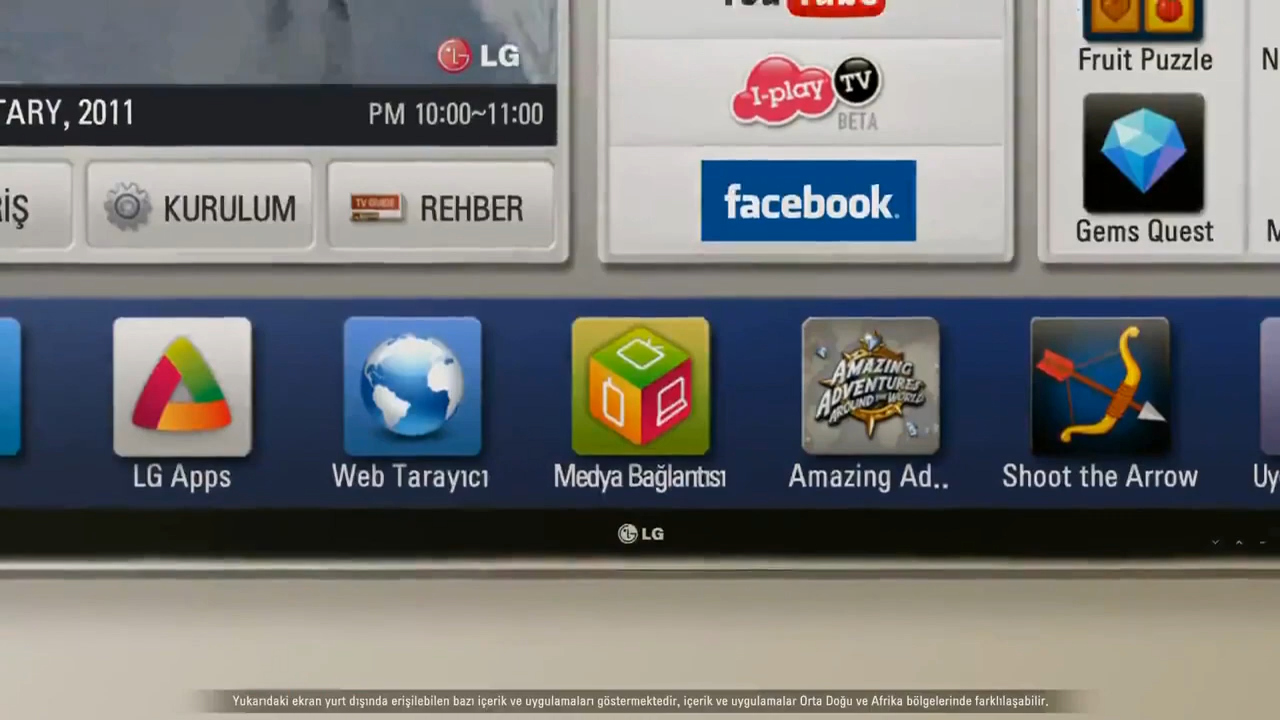 LG
TARY, 2011
PM 10:00~11:00
KURULUM
TV GUIDE
REHBER
You Tube
I-play TV
BETA
facebook
Fruit Puzzle
Gems Quest
LG Apps
Web Tarayıcı
Medya Bağlantısı
AMAZING
ADVENTURES
AROUND THE WORLD
Amazing Ad..
Shoot the Arrow
LG
Yukarıdaki ekran yurt dışında erişilebilen bazı içerik ve uygulamaları göstermektedir, içerik ve uygulamalar Orta Doğu ve Afrika bölgelerinde farklılaşabilir.